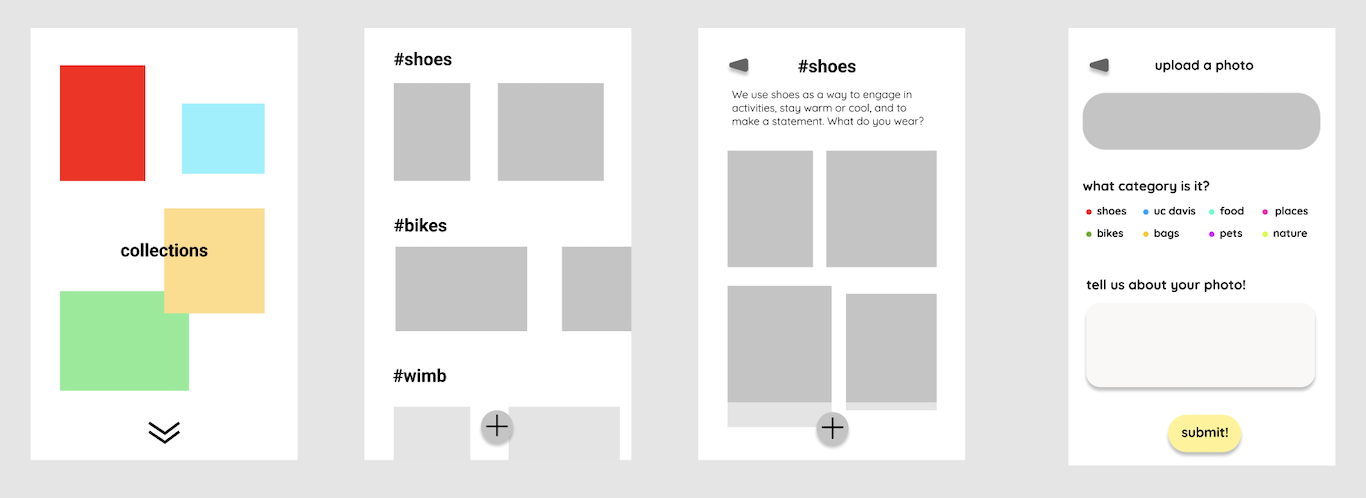 collections
#shoes
#bikes
#wimb
#shoes
We use shoes as a way to engage in
activities, stay warm or cool, and to
make a statement. What do you wear?
upload a photo
what category is it?
shoes uc davis food places
bikes bags pets nature
tell us about your photo!
submit!